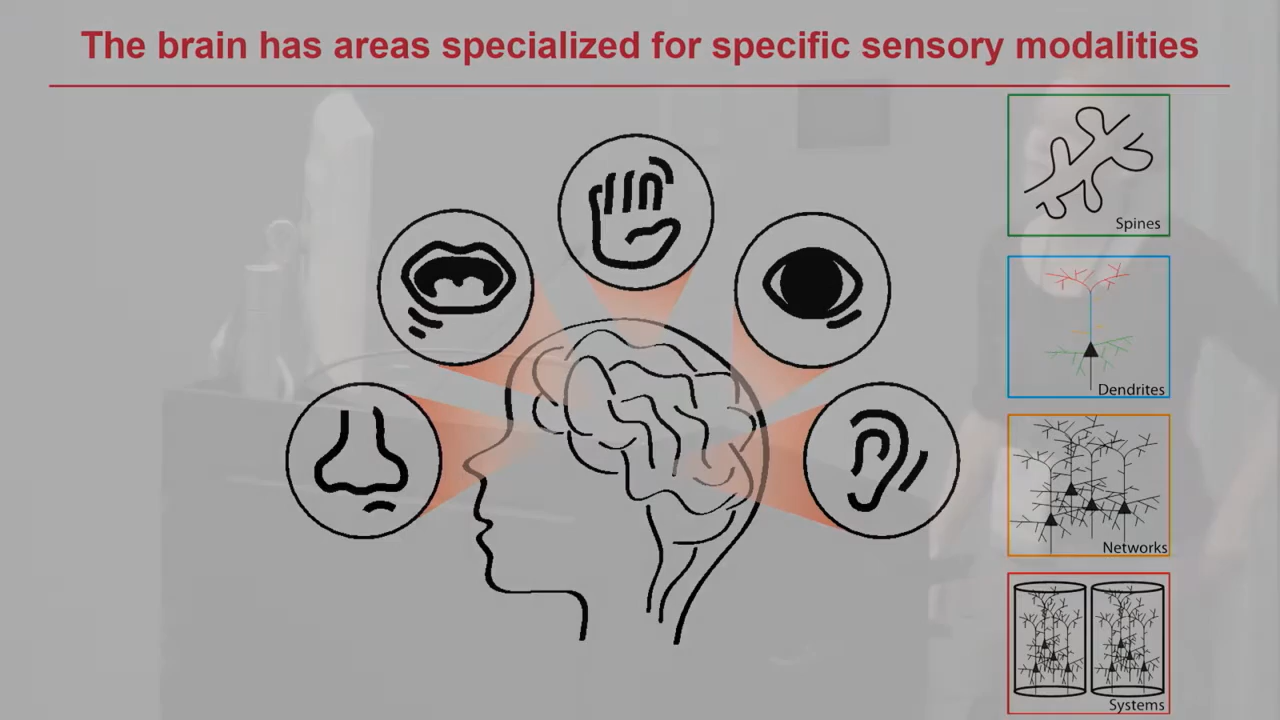 The brain has areas specialized for specific sensory modalities
Spines
Dendrites
Networks
Systems